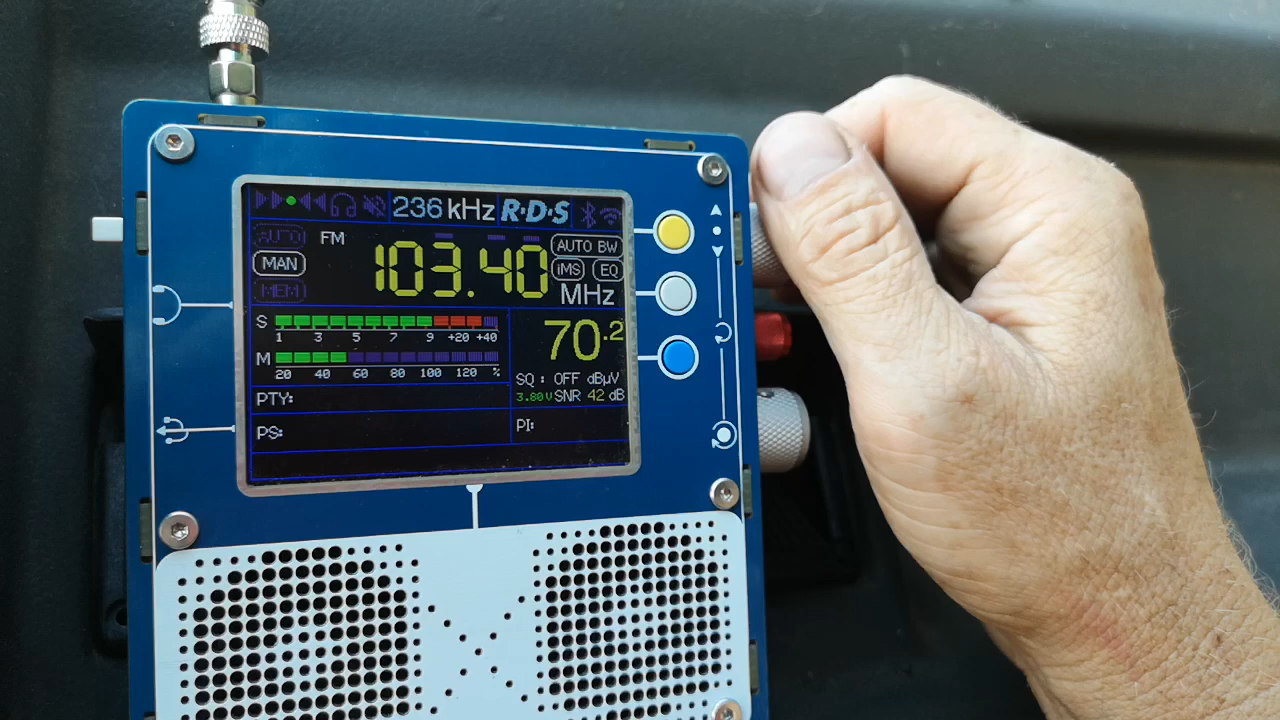 236 kHz R·D·S
AUTO FM 103.40 AUTO BW
MAN iMS EQ
MEM MHz
S 1 3 5 7 9 +20 +40
70.2
M 20 40 60 80 100 120 %
SQ : OFF dBµV
3.80V SNR 42 dB
PTY:
PS: PI: